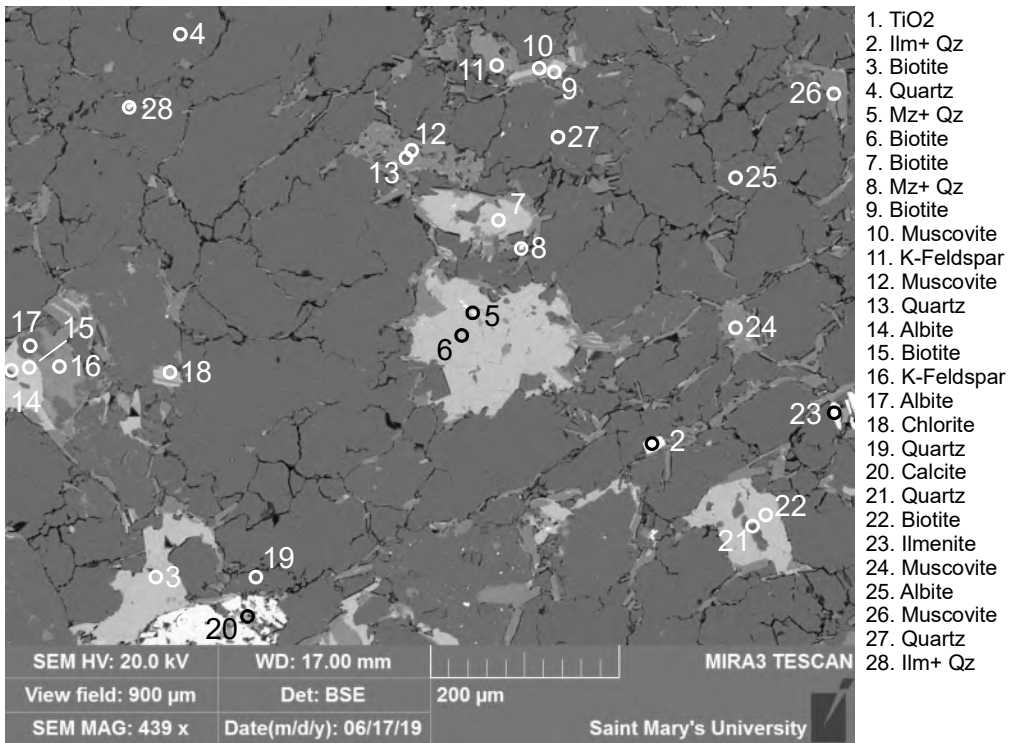 4
28
10
11
9
26
12
13
27
25
7
8
5
6
17
15
16
14
18
24
23
2
22
21
3
19
20
1. TiO2
2. Ilm+ Qz
3. Biotite
4. Quartz
5. Mz+ Qz
6. Biotite
7. Biotite
8. Mz+ Qz
9. Biotite
10. Muscovite
11. K-Feldspar
12. Muscovite
13. Quartz
14. Albite
15. Biotite
16. K-Feldspar
17. Albite
18. Chlorite
19. Quartz
20. Calcite
21. Quartz
22. Biotite
23. Ilmenite
24. Muscovite
25. Albite
26. Muscovite
27. Quartz
28. Ilm+ Qz
SEM HV: 20.0 kV WD: 17.00 mm MIRA3 TESCAN
View field: 900 µm Det: BSE 200 µm
SEM MAG: 439 x Date(m/d/y): 06/17/19 Saint Mary's University